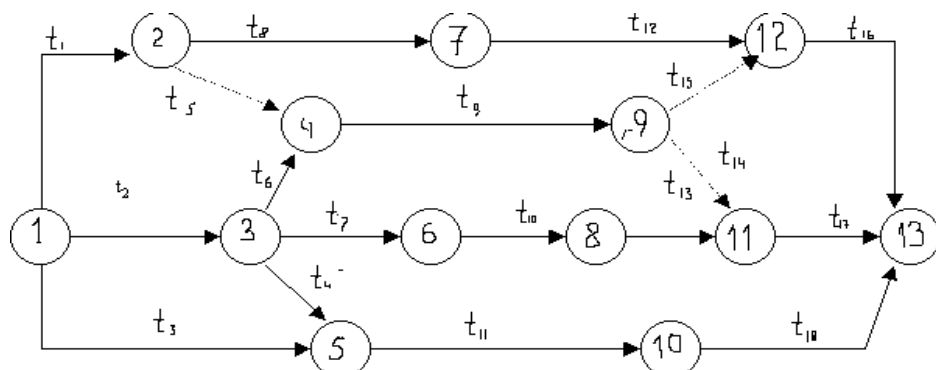 t₁ 2 t₈ 7 t₁₂ 12 t₁₆
t₅ 4 t₉ 9 t₁₅
t₁₄
t₂ t₆ t₁₃
1 3 t₇ 6 t₁₀ 8 11 t₁₇ 13
t₄
t₃ 5 t₁₁ 10 t₁₈